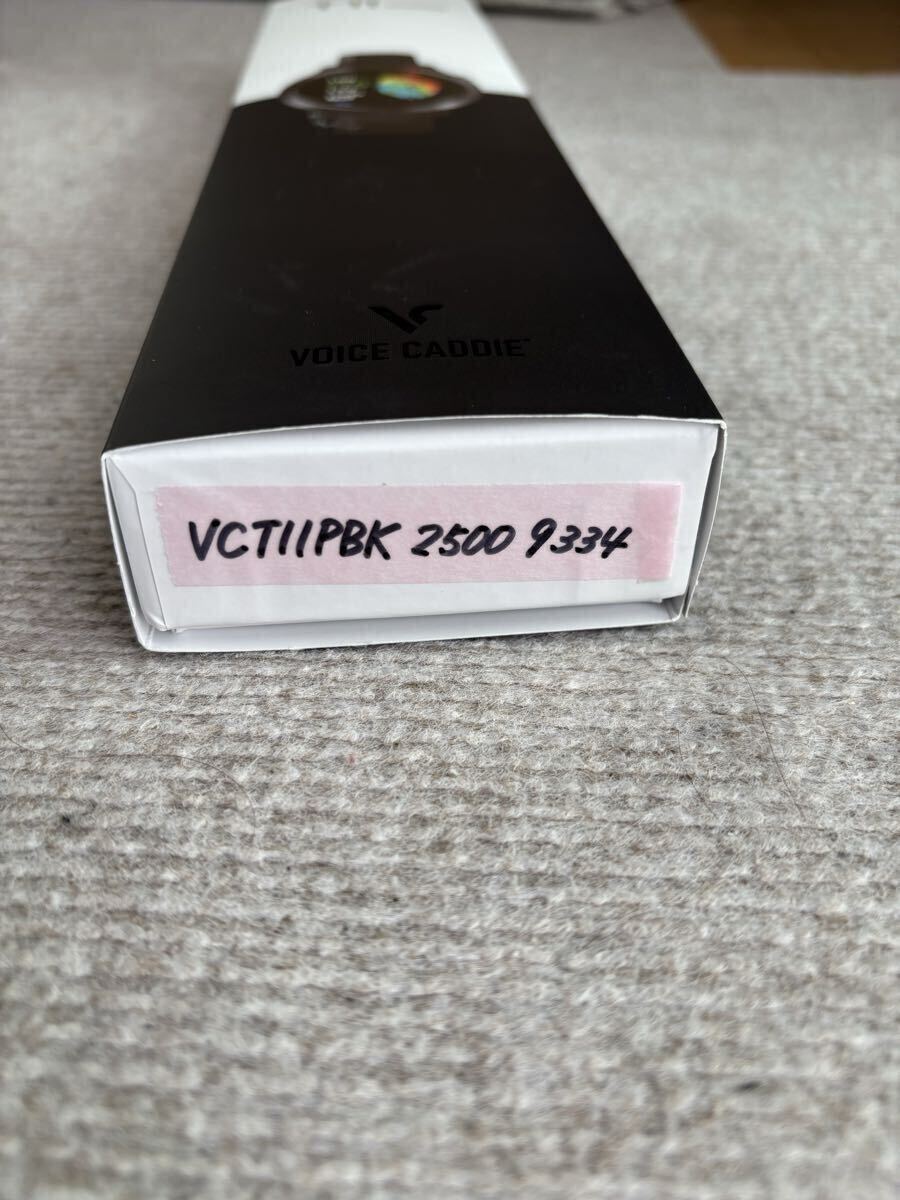 VOICE CADDIE
VCT11PBK 2500 9334